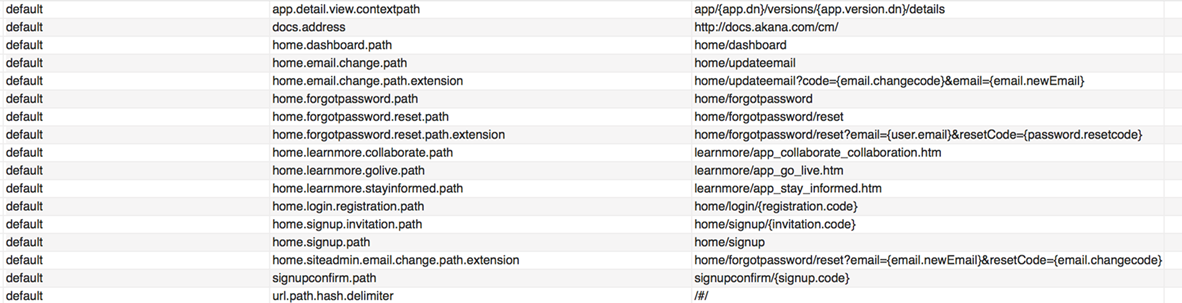 default app.detail.view.contextpath app/{app.dn}/versions/{app.version.dn}/details
default docs.address http://docs.akana.com/cm/
default home.dashboard.path home/dashboard
default home.email.change.path home/updateemail
default home.email.change.path.extension home/updateemail?code={email.changecode}&email={email.newEmail}
default home.forgotpassword.path home/forgotpassword
default home.forgotpassword.reset.path home/forgotpassword/reset
default home.forgotpassword.reset.path.extension home/forgotpassword/reset?email={user.email}&resetCode={password.resetcode}
default home.learnmore.collaborate.path learnmore/app_collaborate_collaboration.htm
default home.learnmore.golive.path learnmore/app_go_live.htm
default home.learnmore.stayinformed.path learnmore/app_stay_informed.htm
default home.login.registration.path home/login/{registration.code}
default home.signup.invitation.path home/signup/{invitation.code}
default home.signup.path home/signup
default home.siteadmin.email.change.path.extension home/forgotpassword/reset?email={email.newEmail}&resetCode={email.changecode}
default signupconfirm.path signupconfirm/{signup.code}
default url.path.hash.delimiter /#/